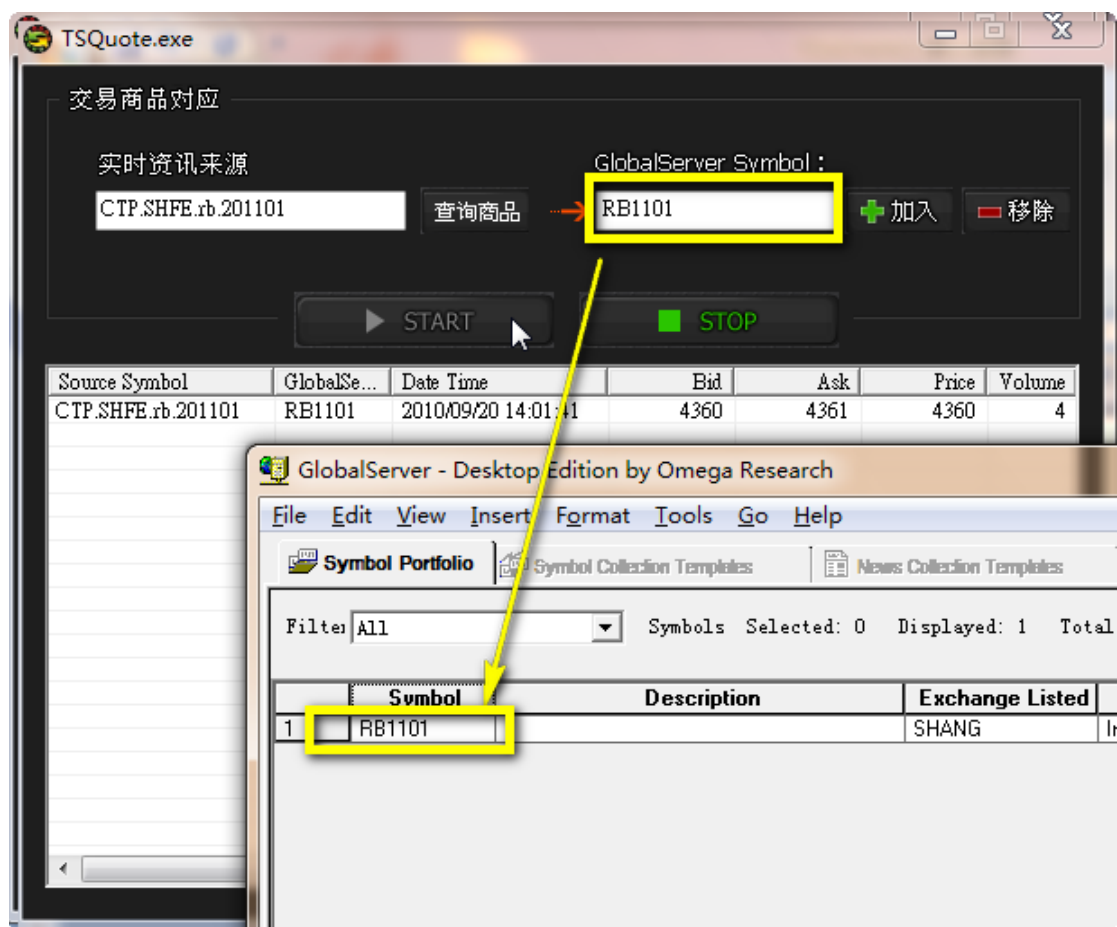 TSQuote.exe
交易商品对应
实时资讯来源 GlobalServer Symbol：
CTP.SHFE.rb.201101 查询商品 RB1101 加入 移除
START STOP
Source Symbol GlobalSe... Date Time Bid Ask Price Volume
CTP.SHFE.rb.201101 RB1101 2010/09/20 14:01:41 4360 4361 4360 4
GlobalServer - Desktop Edition by Omega Research
File Edit View Insert Format Tools Go Help
Symbol Portfolio Symbol Collection Templates News Collection Templates
Filter All Symbols Selected: 0 Displayed: 1 Total
Symbol Description Exchange Listed
1 RB1101 SHANG